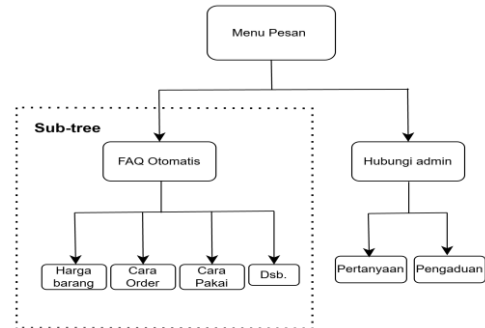 Menu Pesan
Sub-tree
FAQ Otomatis
Hubungi admin
Harga
barang
Cara
Order
Cara
Pakai
Dsb.
Pertanyaan
Pengaduan